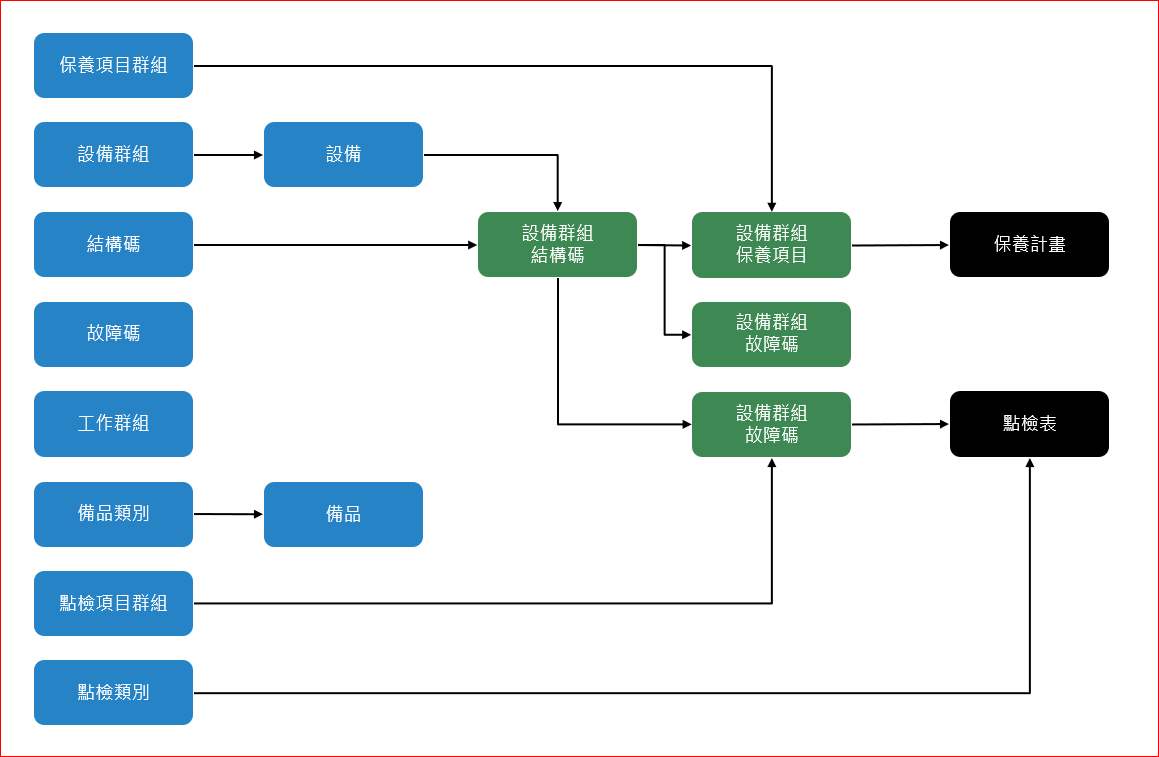 保養項目群組
設備群組
設備
結構碼
設備群組
結構碼
設備群組
保養項目
保養計畫
故障碼
設備群組
故障碼
工作群組
設備群組
故障碼
點檢表
備品類別
備品
點檢項目群組
點檢類別